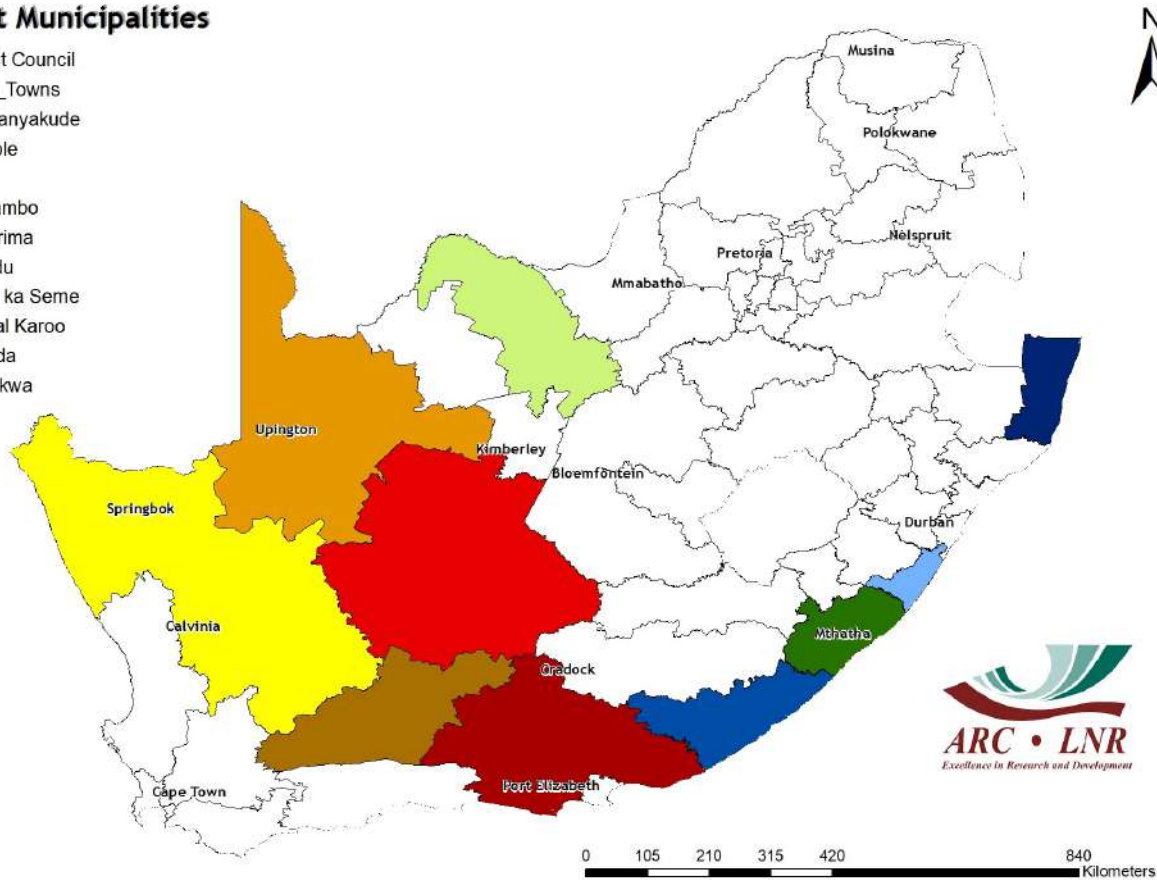 t Municipalities
t Council
_Towns
anyakude
ble
mbo
rima
du
ka Seme
al Karoo
da
kwa
N
Musina
Polokwane
Nelspruit
Pretoria
Mmabatho
Upington
Kimberley
Bloemfontein
Springbok
Durban
Calvinia
Mthatha
Cradock
Cape Town
Port Elizabeth
ARC • LNR
Excellence in Research and Development
0 105 210 315 420 840
Kilometers